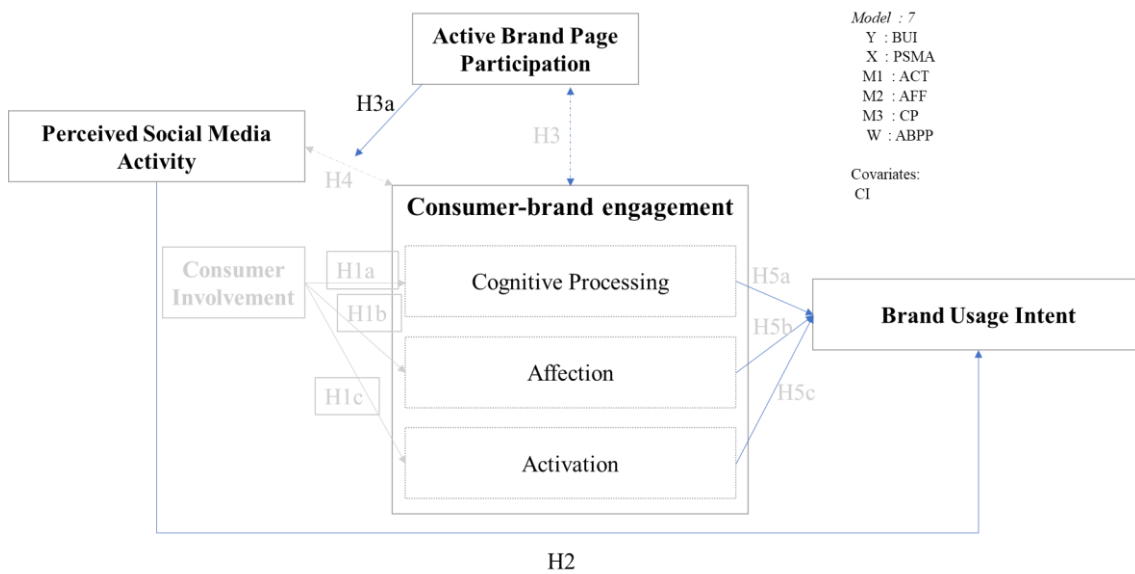 Active Brand Page
Participation
Model : 7
Y : BUI
X : PSMA
M1 : ACT
M2 : AFF
M3 : CP
W : ABPP
Covariates:
CI
H3a
H3
Perceived Social Media
Activity
H4
Consumer-brand engagement
Consumer
Involvement
H1a
Cognitive Processing
H5a
H1b
Brand Usage Intent
H5b
Affection
H1c
H5c
Activation
H2